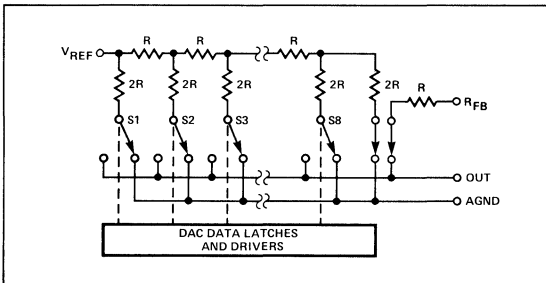 R R R
VREF
2R 2R 2R 2R 2R R
RFB
S1 S2 S3 S8
OUT
AGND
DAC DATA LATCHES
AND DRIVERS